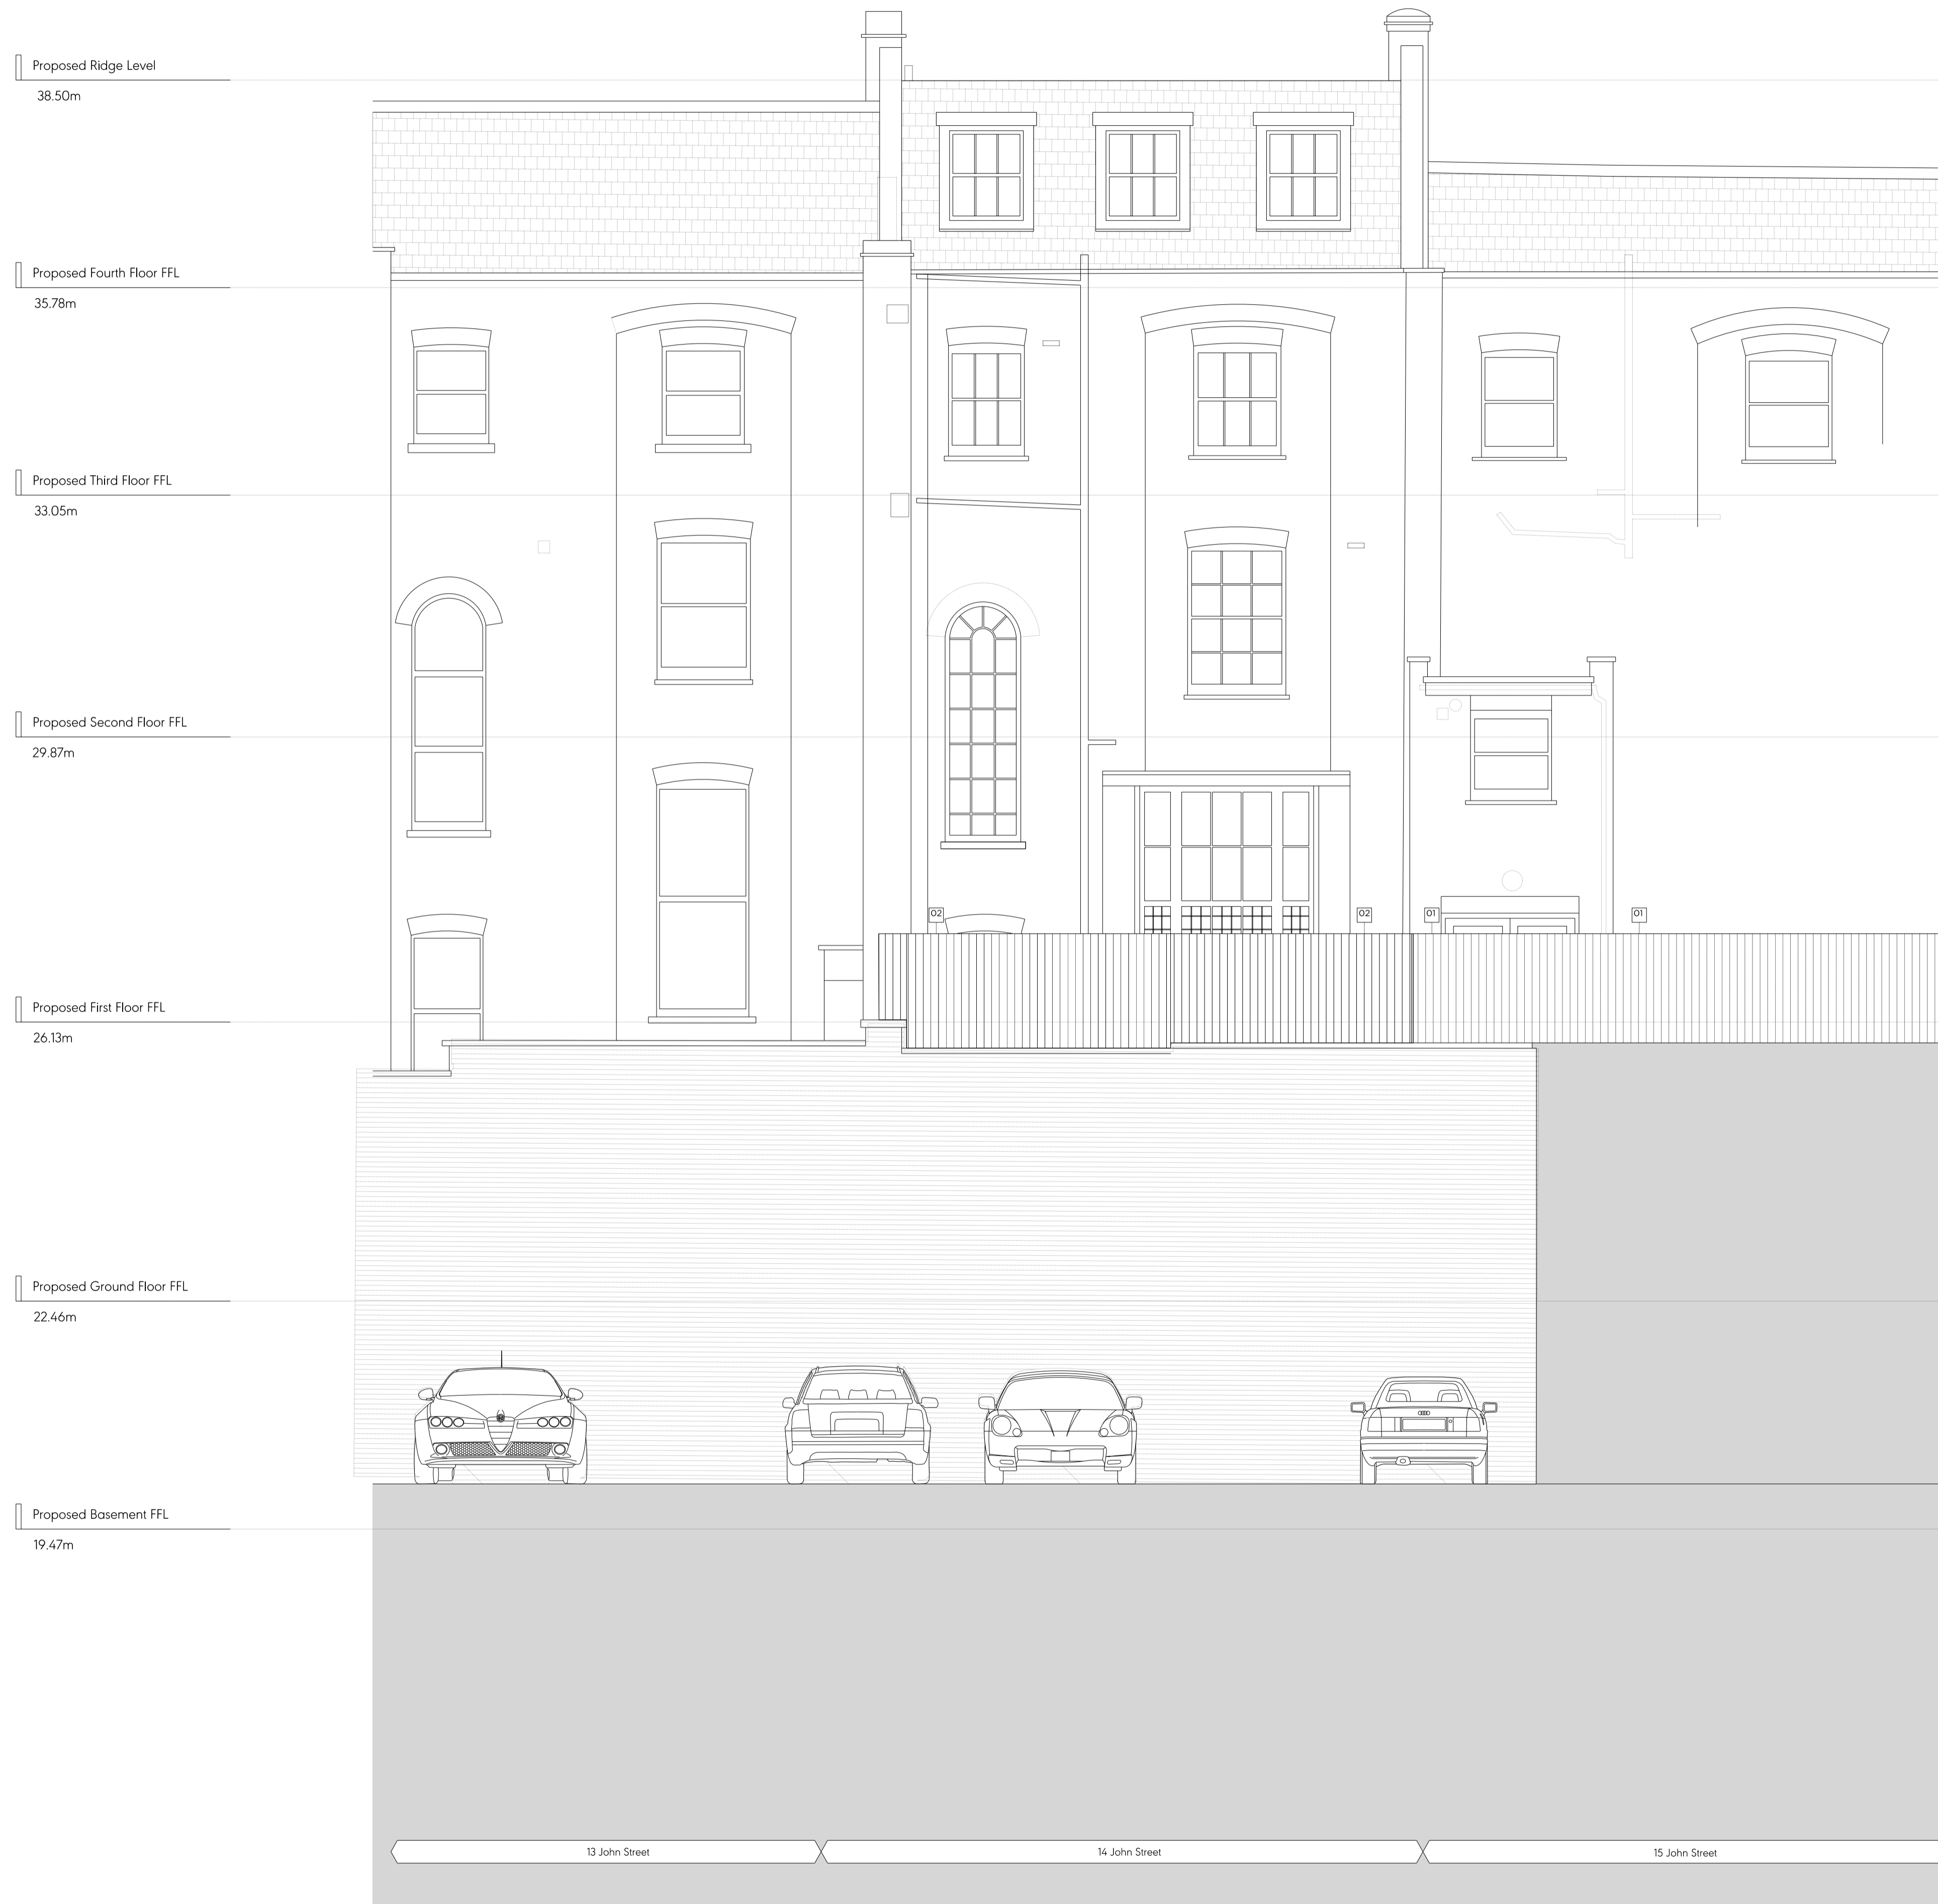 Proposed Ridge Level
38.50m
Proposed Fourth Floor FFL
35.78m
Proposed Third Floor FFL
33.05m
Proposed Second Floor FFL
29.87m
02
02
01
01
Proposed First Floor FFL
26.13m
Proposed Ground Floor FFL
22.46m
Proposed Basement FFL
19.47m
13 John Street
14 John Street
15 John Street